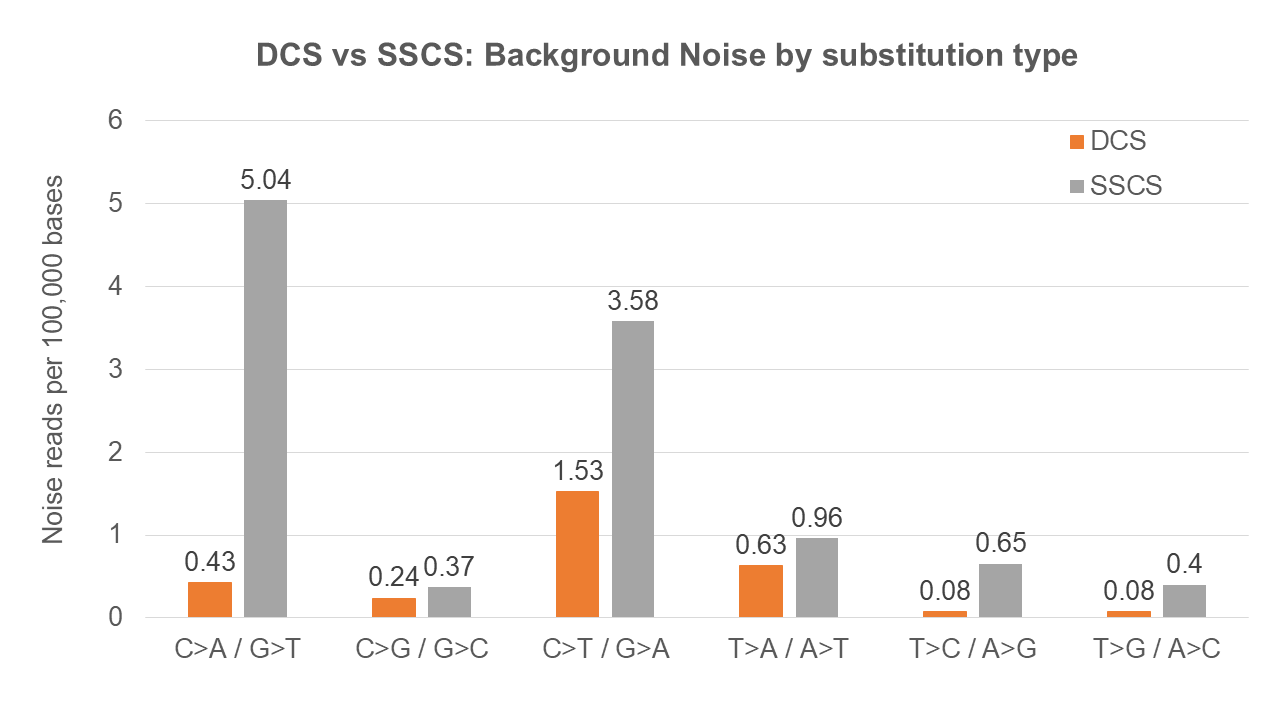 DCS vs SSCS: Background Noise by substitution type
Noise reads per 100,000 bases
6
5
4
3
2
1
0
DCS
SSCS
0.43
5.04
0.24
0.37
1.53
3.58
0.63
0.96
0.08
0.65
0.08
0.4
C>A / G>T
C>G / G>C
C>T / G>A
T>A / A>T
T>C / A>G
T>G / A>C